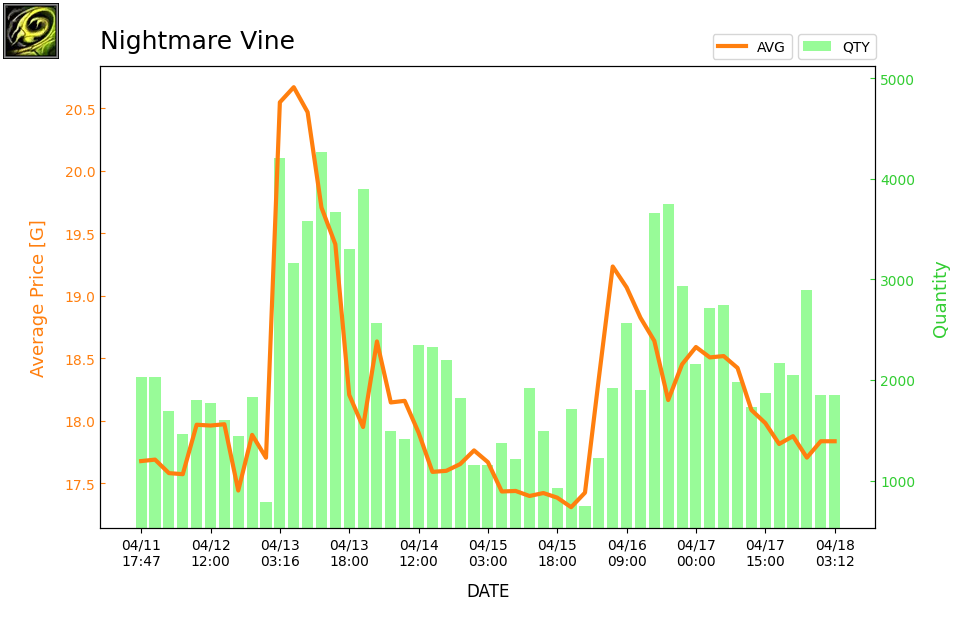 Nightmare Vine
AVG
QTY
Average Price [G]
20.5
20.0
19.5
19.0
18.5
18.0
17.5
5000
4000
3000
2000
1000
Quantity
04/11 04/12 04/13 04/13 04/14 04/15 04/15 04/16 04/17 04/17 04/18
17:47 12:00 03:16 18:00 12:00 03:00 18:00 09:00 00:00 15:00 03:12
DATE